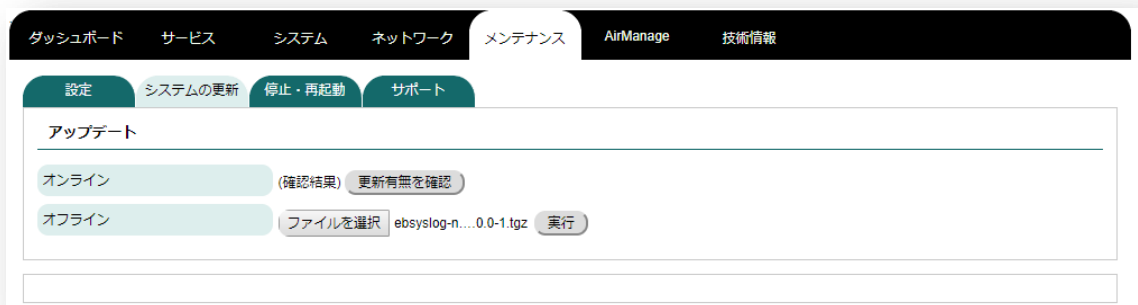 ダッシュボード サービス システム ネットワーク メンテナンス AirManage 技術情報
設定 システムの更新 停止・再起動 サポート
アップデート
オンライン (確認結果) 更新有無を確認
オフライン ファイルを選択 ebsyslog-n....0.0-1.tgz 実行